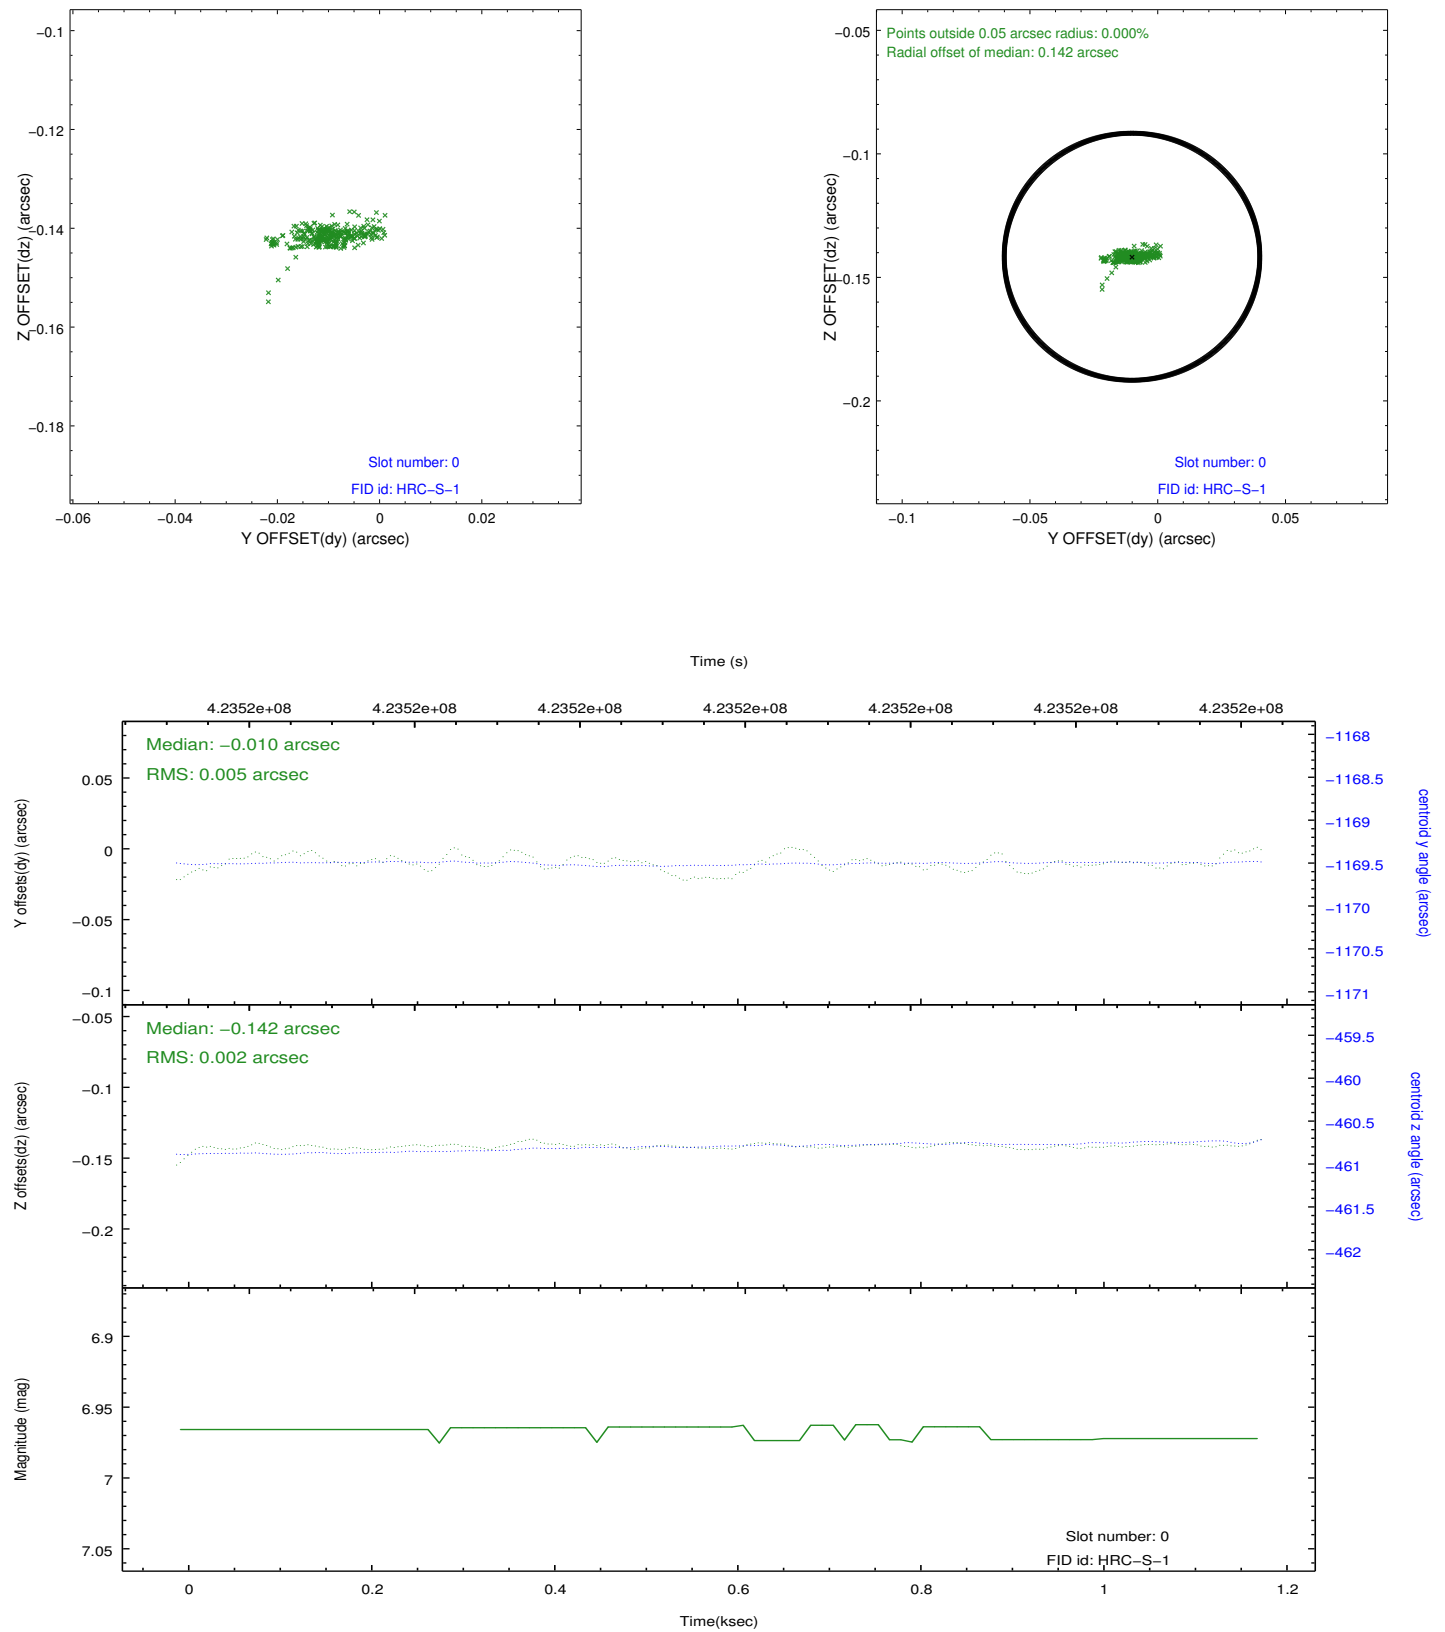 −0.1
−0.12
−0.14
−0.16
−0.18
Z OFFSET(dz) (arcsec)
Slot number: 0
FID id: HRC−S−1
−0.06 −0.04 −0.02 0 0.02
Y OFFSET(dy) (arcsec)
Points outside 0.05 arcsec radius: 0.000%
Radial offset of median: 0.142 arcsec
−0.05
−0.1
−0.15
−0.2
Z OFFSET(dz) (arcsec)
Slot number: 0
FID id: HRC−S−1
−0.1 −0.05 0 0.05
Y OFFSET(dy) (arcsec)
Time (s)
4.2352e+08 4.2352e+08 4.2352e+08 4.2352e+08 4.2352e+08 4.2352e+08 4.2352e+08
Median: −0.010 arcsec
RMS: 0.005 arcsec
0.05
0
−0.05
−0.1
Y offsets(dy) (arcsec)
−1168
−1168.5
−1169
−1169.5
−1170
−1170.5
−1171
centroid y angle (arcsec)
Median: −0.142 arcsec
RMS: 0.002 arcsec
−0.05
−0.1
−0.15
−0.2
Z offsets(dz) (arcsec)
−459.5
−460
−460.5
−461
−461.5
−462
centroid z angle (arcsec)
6.9
6.95
7
7.05
Magnitude (mag)
Slot number: 0
FID id: HRC−S−1
0 0.2 0.4 0.6 0.8 1 1.2
Time(ksec)